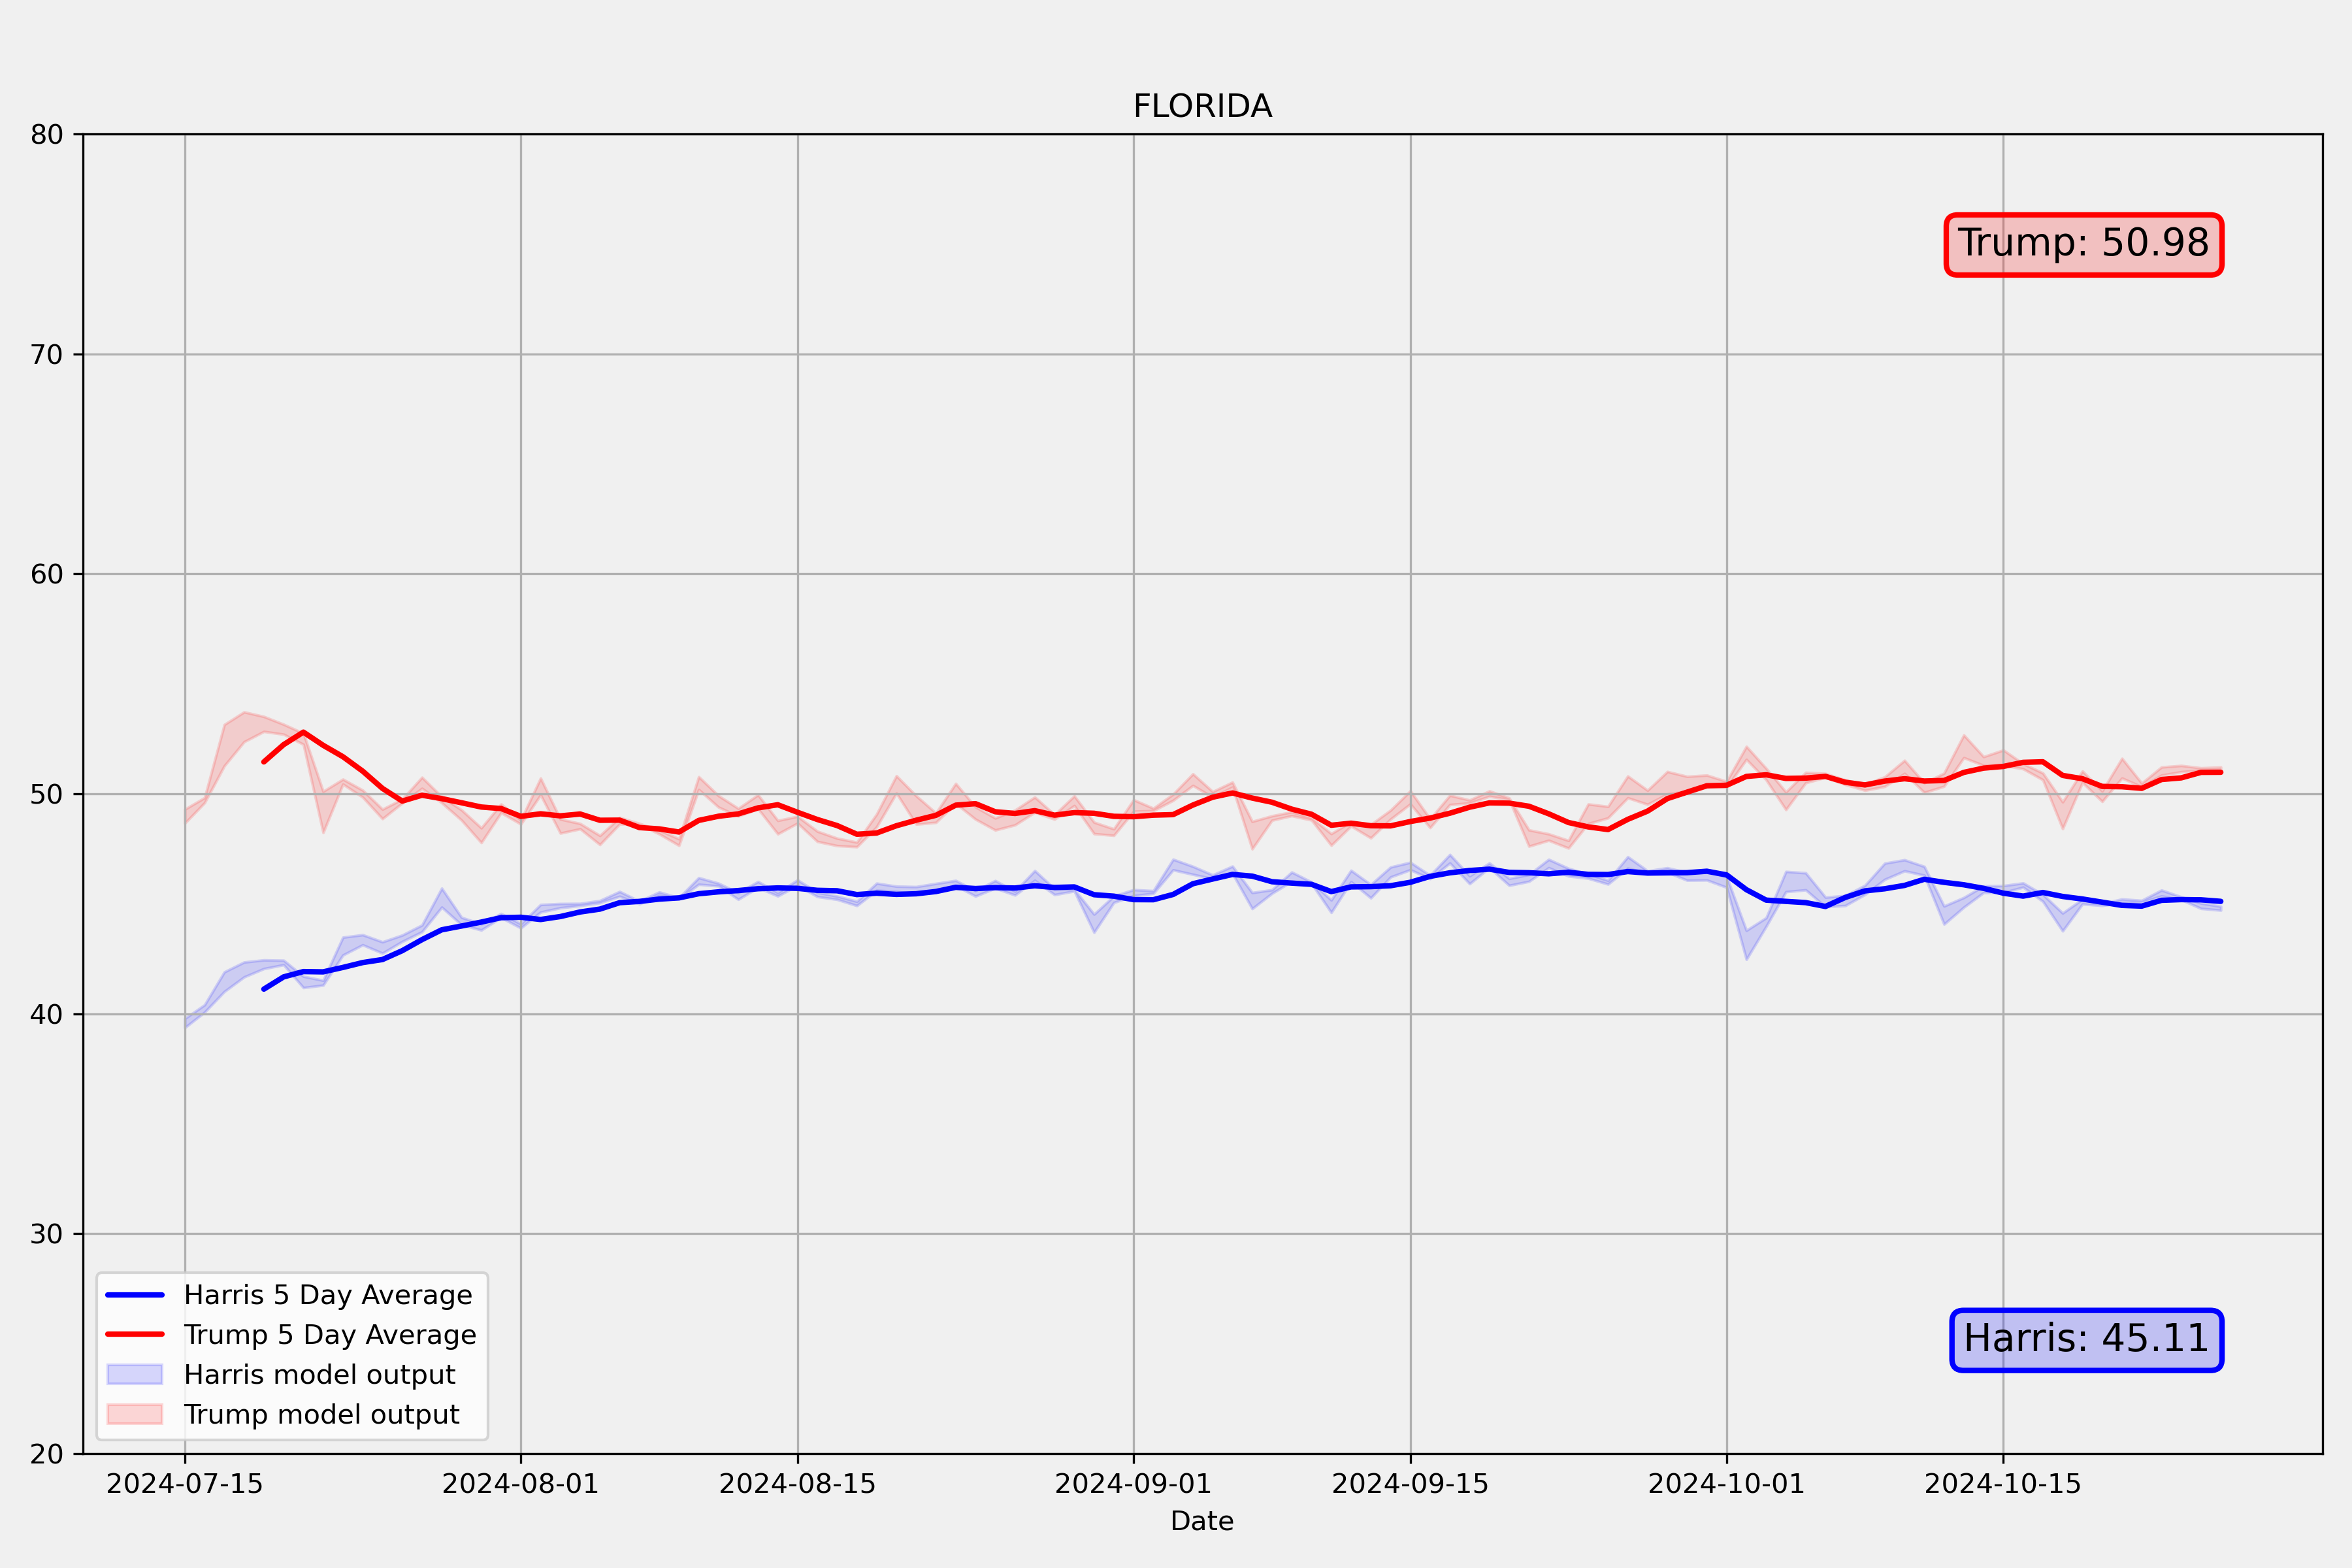 FLORIDA
80
70
60
50
40
30
20
Trump: 50.98
Harris: 45.11
Harris 5 Day Average
Trump 5 Day Average
Harris model output
Trump model output
2024-07-15 2024-08-01 2024-08-15 2024-09-01 2024-09-15 2024-10-01 2024-10-15
Date